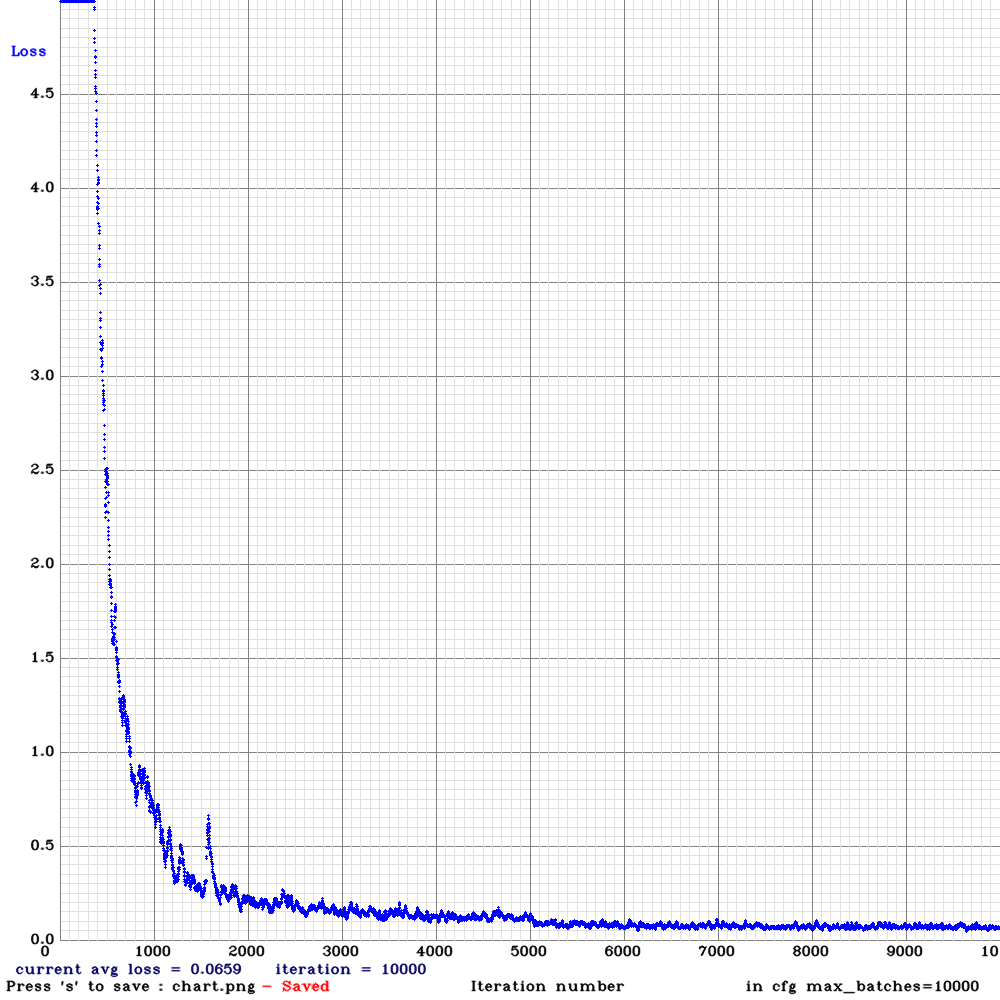 Loss
4.5
4.0
3.5
3.0
2.5
2.0
1.5
1.0
0.5
0.0
0 1000 2000 3000 4000 5000 6000 7000 8000 9000 10
current avg loss = 0.0659 iteration = 10000
Press 's' to save : chart.png - Saved Iteration number in cfg max_batches=10000